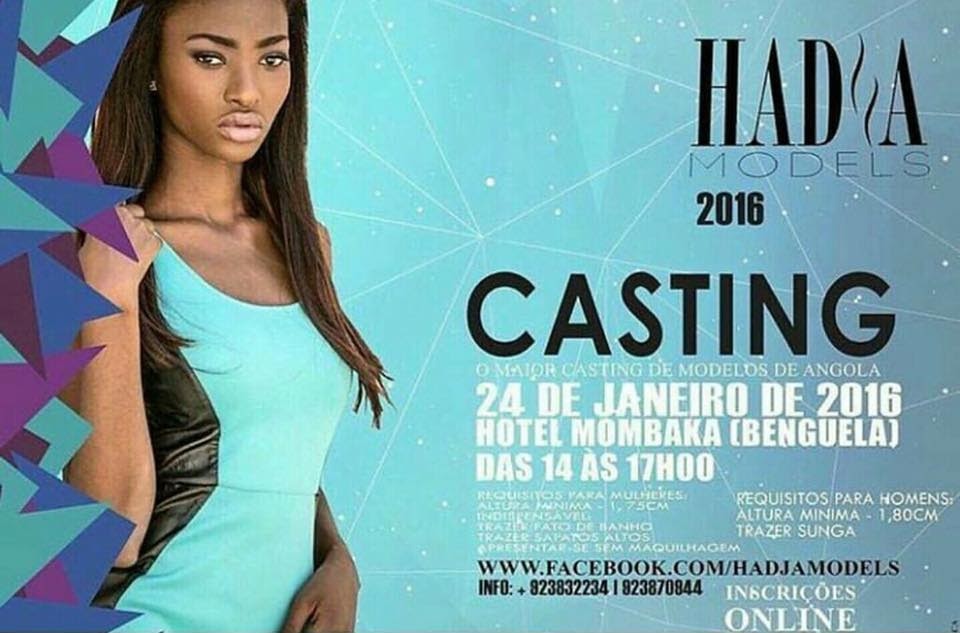 HADJA
MODELS
2016
CASTING
O MAIOR CASTING DE MODELOS DE ANGOLA
24 DE JANEIRO DE 2016
HOTEL MOMBAKA (BENGUELA)
DAS 14 ÀS 17H00
REQUISITOS PARA MULHERES:
ALTURA MINIMA - 1,75CM
INDISPENSÁVEL:
TRAZER FATO DE BANHO
TRAZER SAPATOS ALTOS
APRESENTAR-SE SEM MAQUILHAGEM
REQUISITOS PARA HOMENS:
ALTURA MINIMA - 1,80CM
TRAZER SUNGA
WWW.FACEBOOK.COM/HADJAMODELS
INFO: + 923832234 I 923870844
INSCRIÇÕES
ONLINE